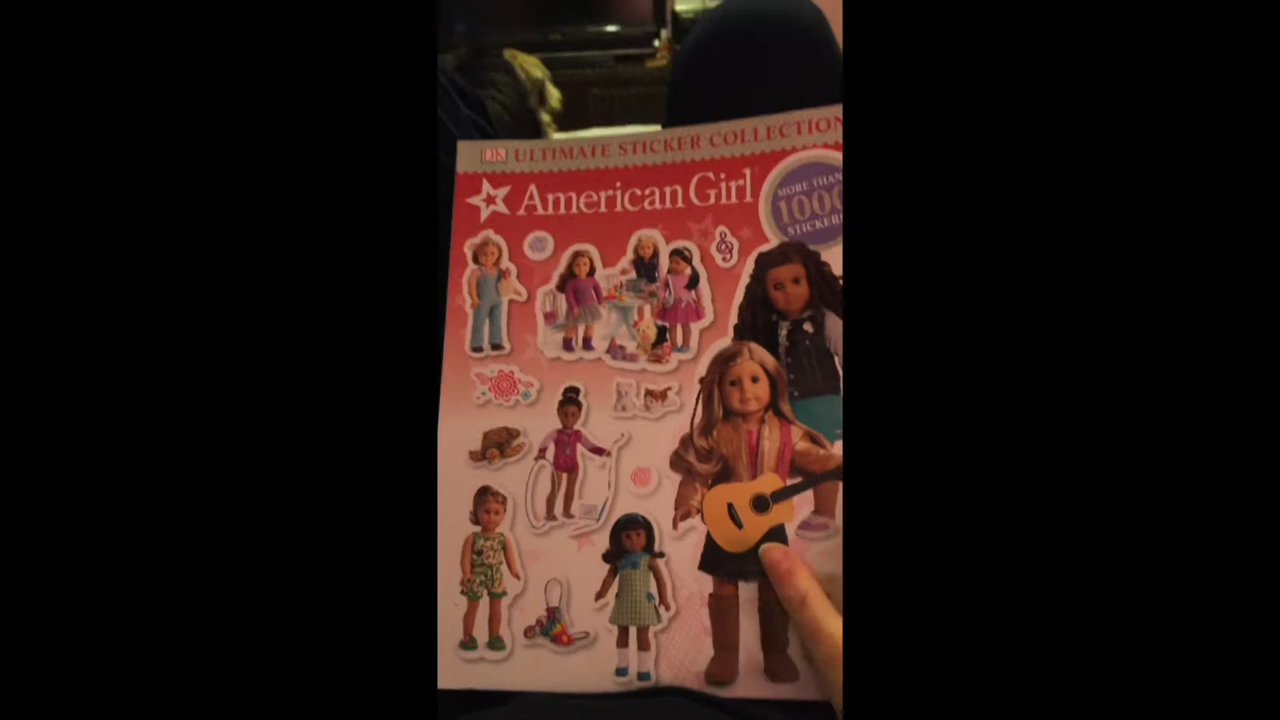 DK ULTIMATE STICKER COLLECTION
American Girl
MORE THAN
1000
STICKERS